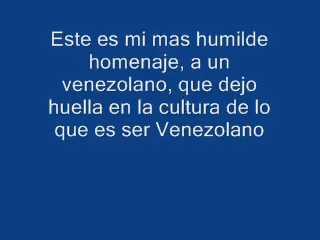 Este es mi mas humilde
homenaje, a un
venezolano, que dejo
huella en la cultura de lo
que es ser Venezolano